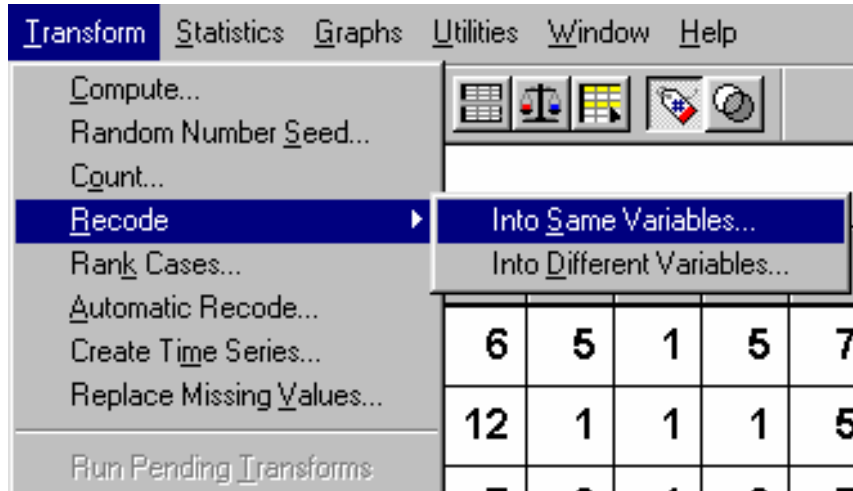 Transform Statistics Graphs Utilities Window Help
Compute...
Random Number Seed...
Count...
Recode
Into Same Variables...
Rank Cases...
Into Different Variables...
Automatic Recode...
Create Time Series...
6 5 1 5 7
Replace Missing Values...
12 1 1 1 5
Run Pending Transforms